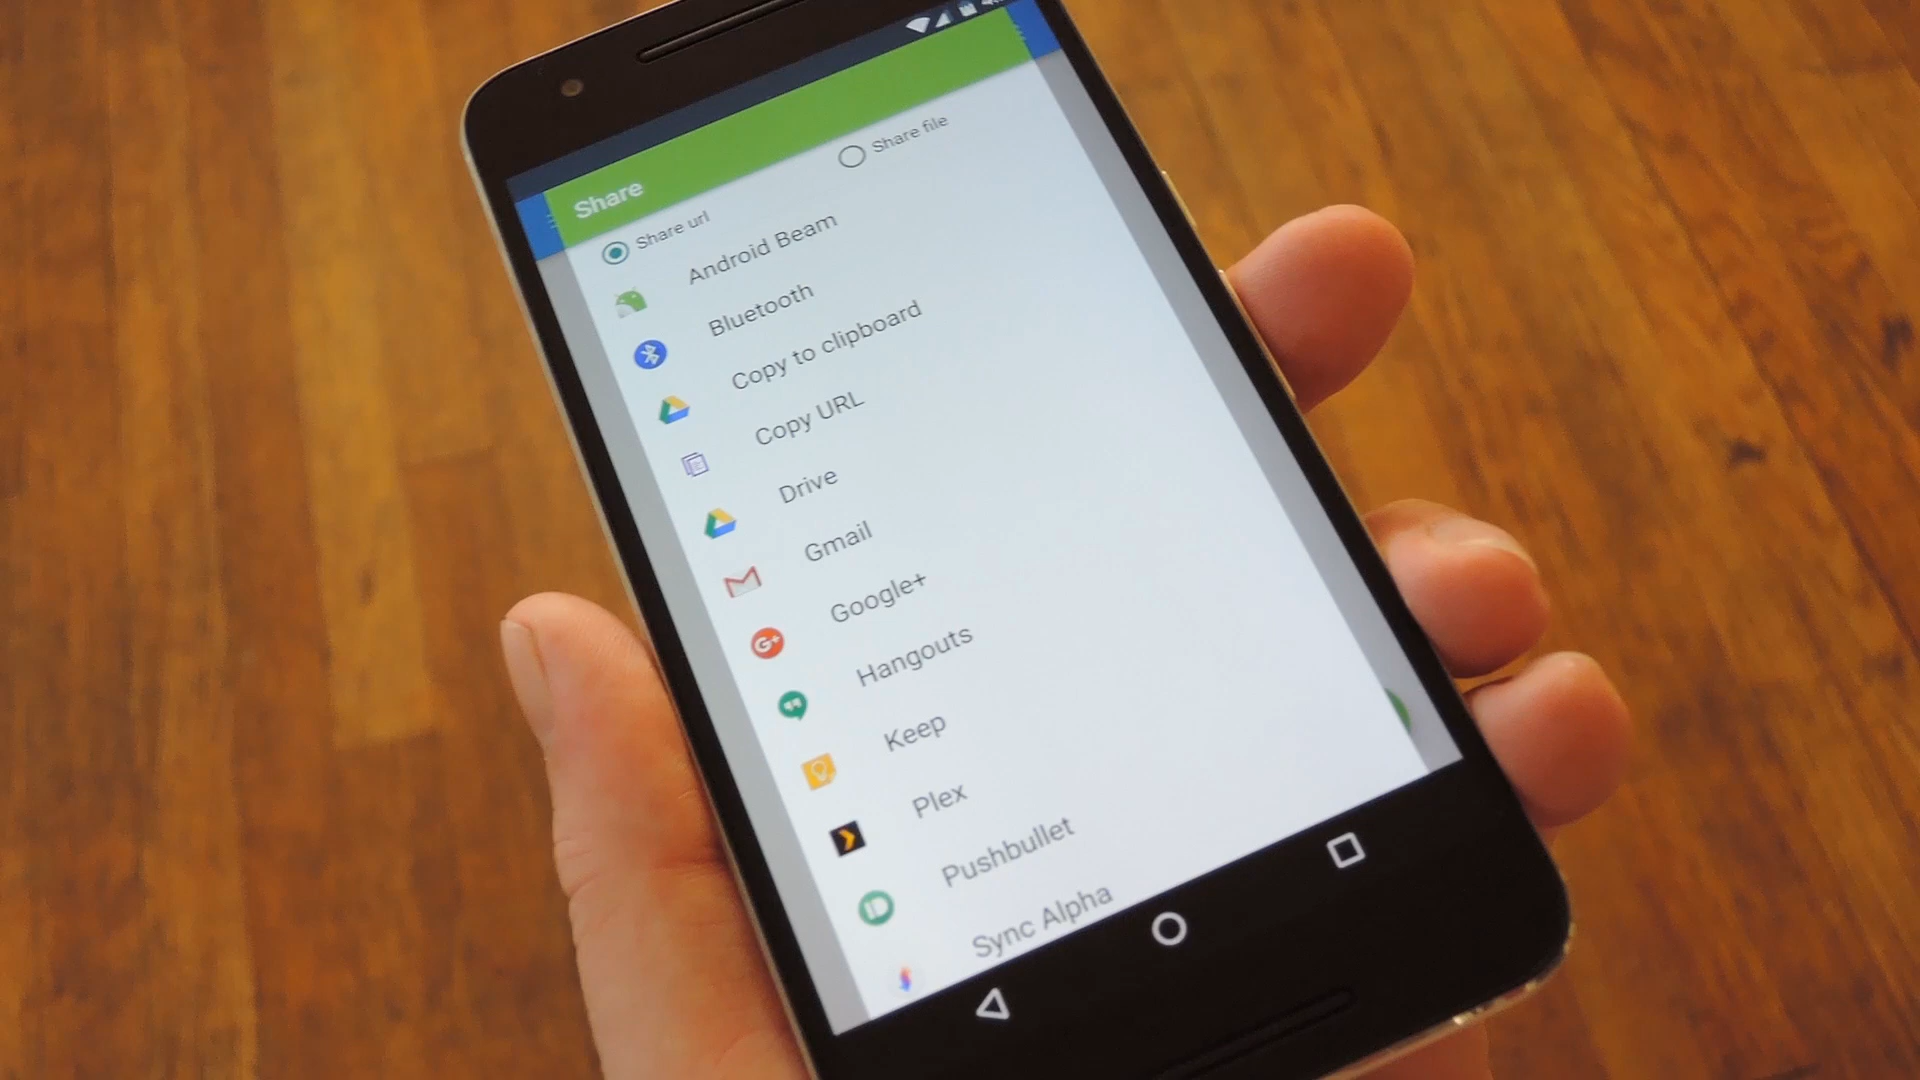 Share
Share url
Share file
Android Beam
Bluetooth
Copy to clipboard
Copy URL
Drive
Gmail
Google+
Hangouts
Keep
Plex
Pushbullet
Sync Alpha